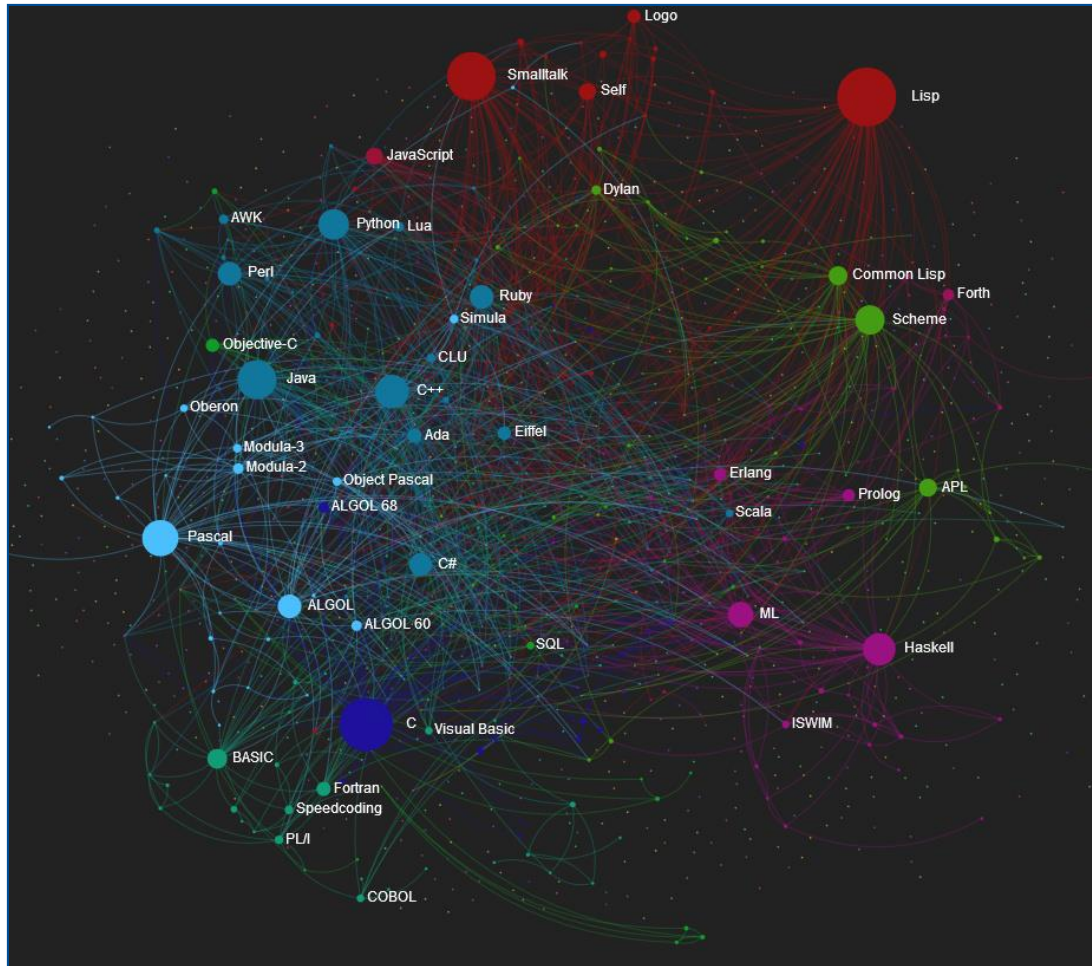 Logo
Smalltalk
Self
Lisp
JavaScript
Dylan
AWK
Python
Lua
Perl
Common Lisp
Ruby
Forth
Simula
Scheme
Objective-C
CLU
Java
C++
Oberon
Ada
Eiffel
Modula-3
Modula-2
Object Pascal
Erlang
Prolog
APL
ALGOL 68
Scala
Pascal
C#
ALGOL
ML
ALGOL 60
SQL
Haskell
C
Visual Basic
ISWIM
BASIC
Fortran
Speedcoding
PL/I
COBOL